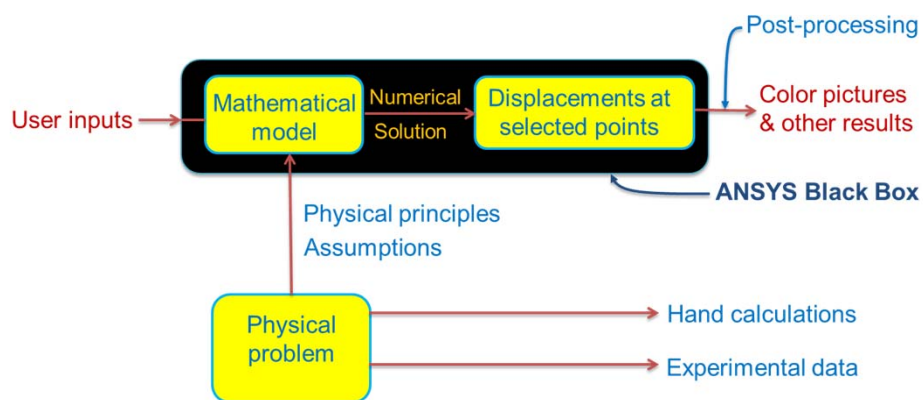 Post-processing
User inputs
Mathematical
model
Numerical
Solution
Displacements at
selected points
Color pictures
& other results
ANSYS Black Box
Physical principles
Assumptions
Physical
problem
Hand calculations
Experimental data